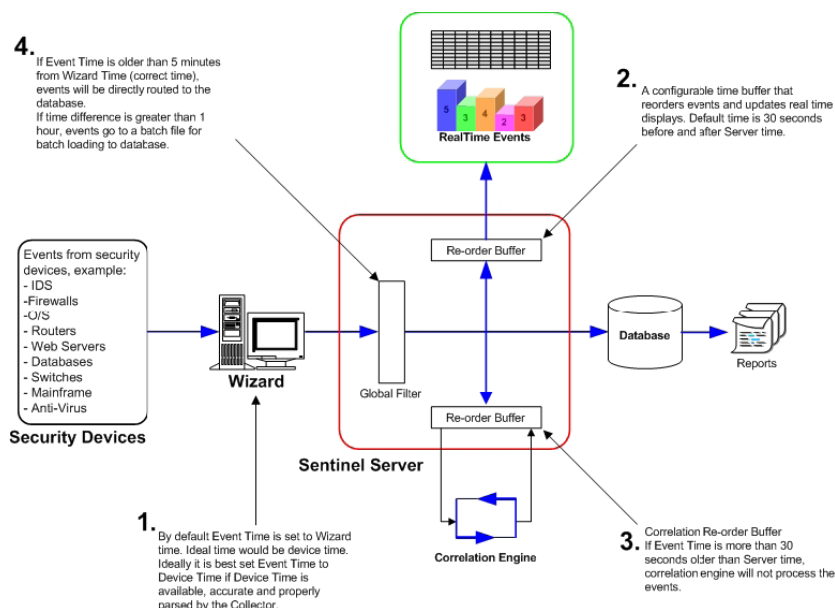 4.
If Event Time is older than 5 minutes
from Wizard Time (correct time),
events will be directly routed to the
database.
If time difference is greater than 1
hour, events go to a batch file for
batch loading to database.
5
3
4
2
3
RealTime Events
2.
A configurable time buffer that
reorders events and updates real time
displays. Default time is 30 seconds
before and after Server time.
Events from security
devices, example:
- IDS
-Firewalls
-O/S
- Routers
- Web Servers
- Databases
- Switches
- Mainframe
- Anti-Virus
Security Devices
Wizard
Global Filter
Re-order Buffer
Re-order Buffer
Sentinel Server
Database
Reports
Correlation Engine
1.
By default Event Time is set to Wizard
time. Ideal time would be device time.
Ideally it is best set Event Time to
Device Time if Device Time is
available, accurate and properly
parsed by the Collector.
3.
Correlation Re-order Buffer
If Event Time is more than 30
seconds older than Server time,
correlation engine will not process the
events.